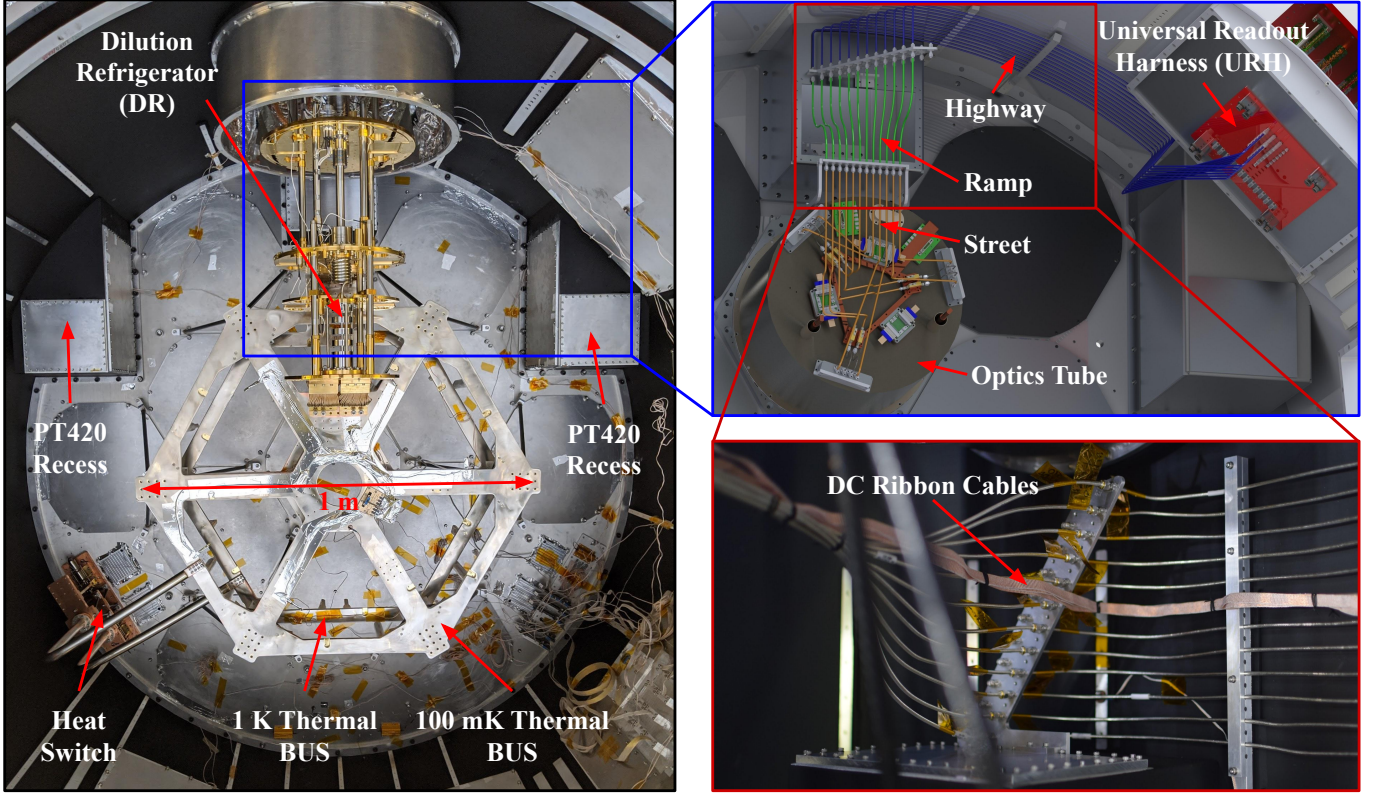 Dilution
Refrigerator
(DR)
PT420
Recess
PT420
Recess
1 m
Heat
Switch
1 K Thermal
BUS
100 mK Thermal
BUS
Universal Readout
Harness (URH)
Highway
Ramp
Street
Optics Tube
DC Ribbon Cables